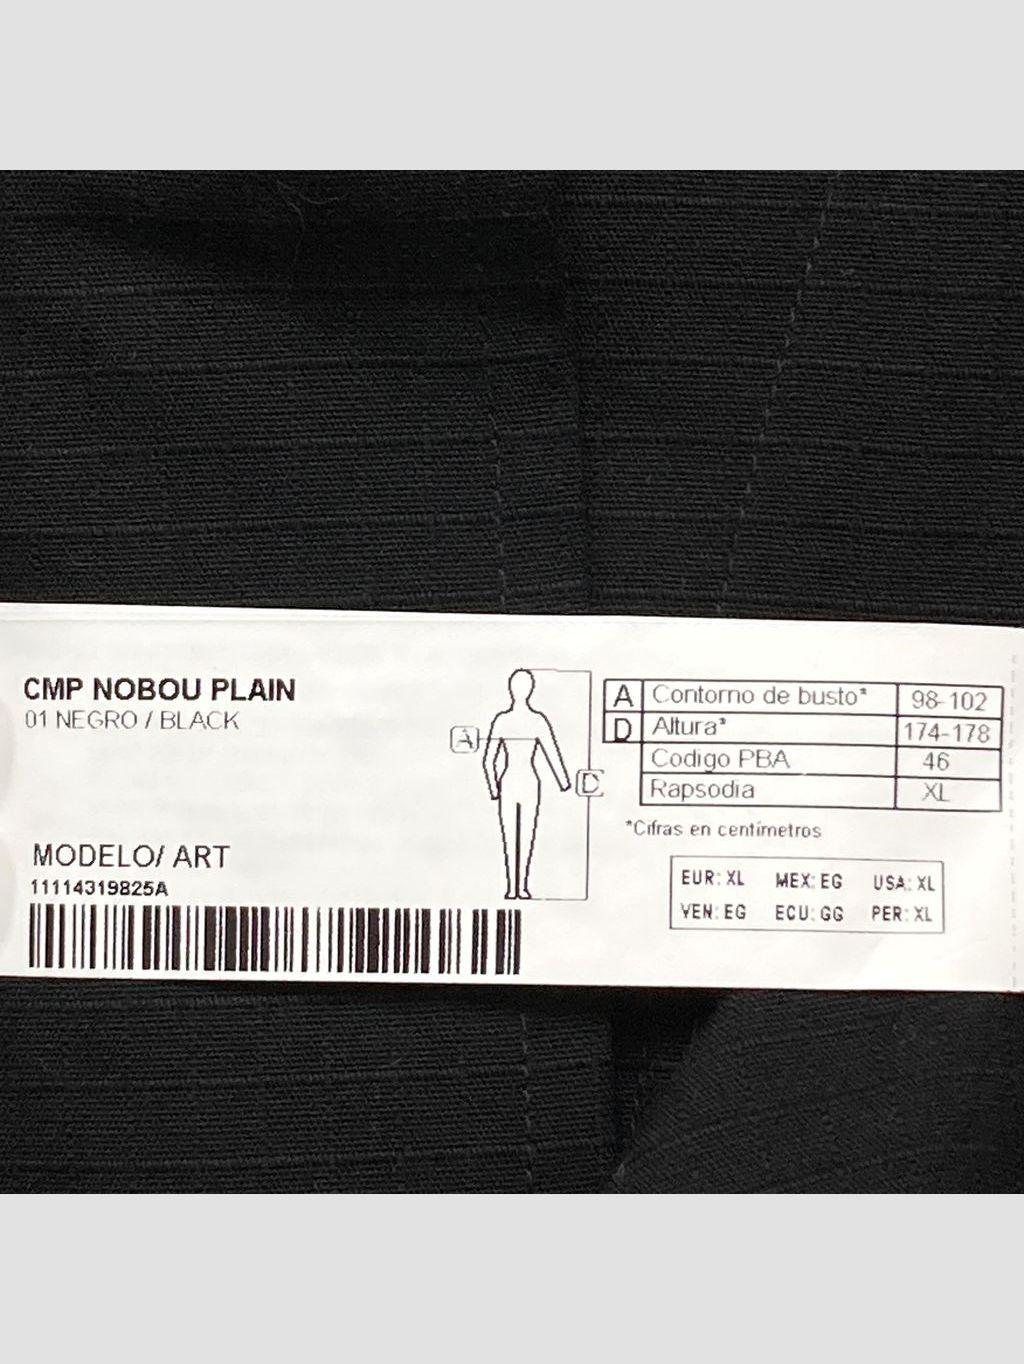 CMP NOBOU PLAIN
01 NEGRO / BLACK
A
D
A Contorno de busto* 98-102
D Altura* 174-178
Codigo PBA 46
Rapsodia XL
*Cifras en centímetros
MODELO/ ART
11114319825A
EUR: XL MEX: EG USA: XL
VEN: EG ECU: GG PER: XL